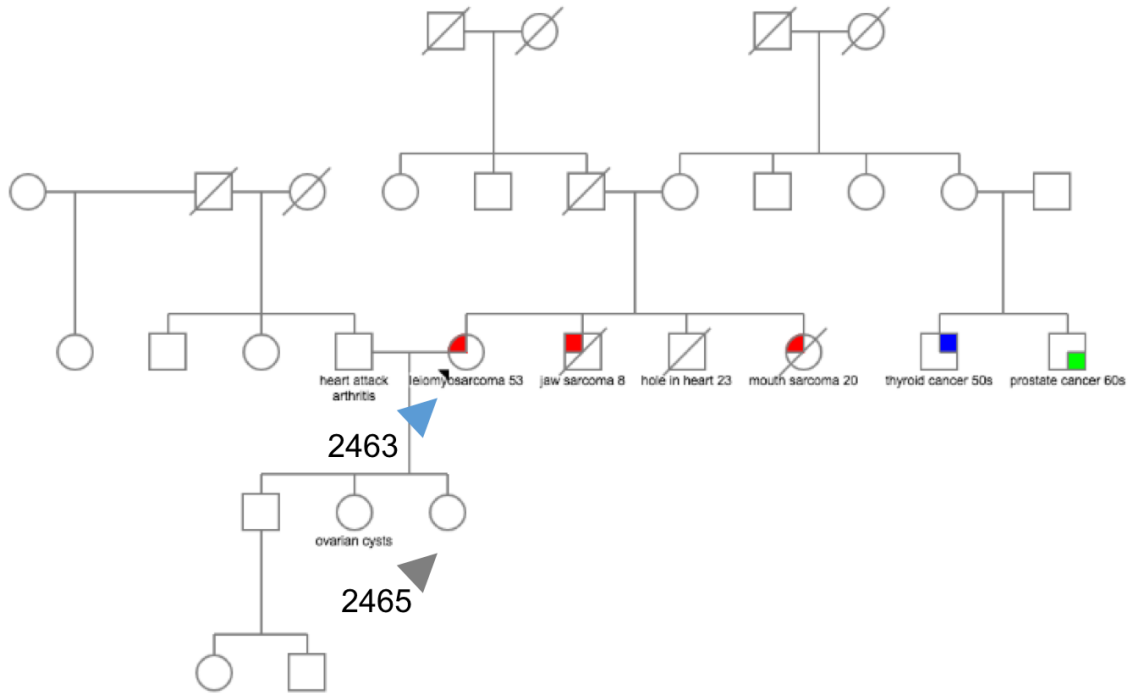 heart attack
arthritis
leiomyosarcoma 53
jaw sarcoma 8
hole in heart 23
mouth sarcoma 20
thyroid cancer 50s
prostate cancer 60s
2463
ovarian cysts
2465